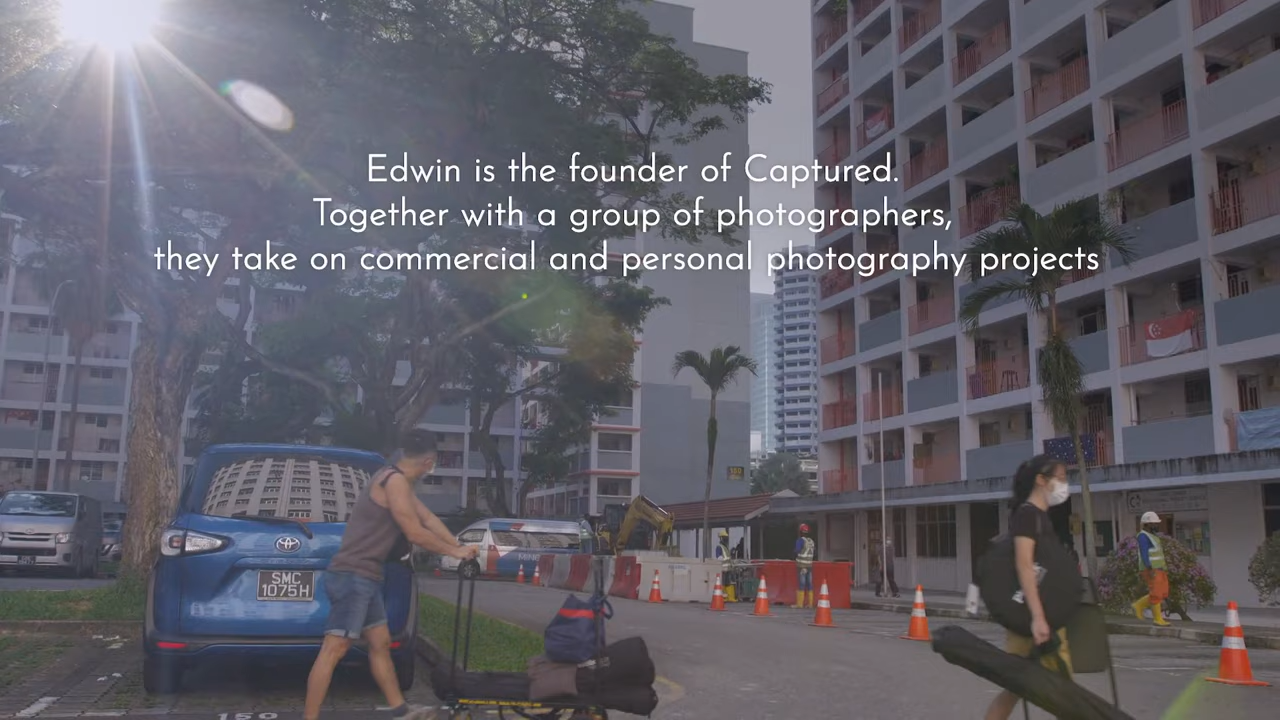 Edwin is the founder of Captured.
Together with a group of photographers,
they take on commercial and personal photography projects
SMC
1075H
150